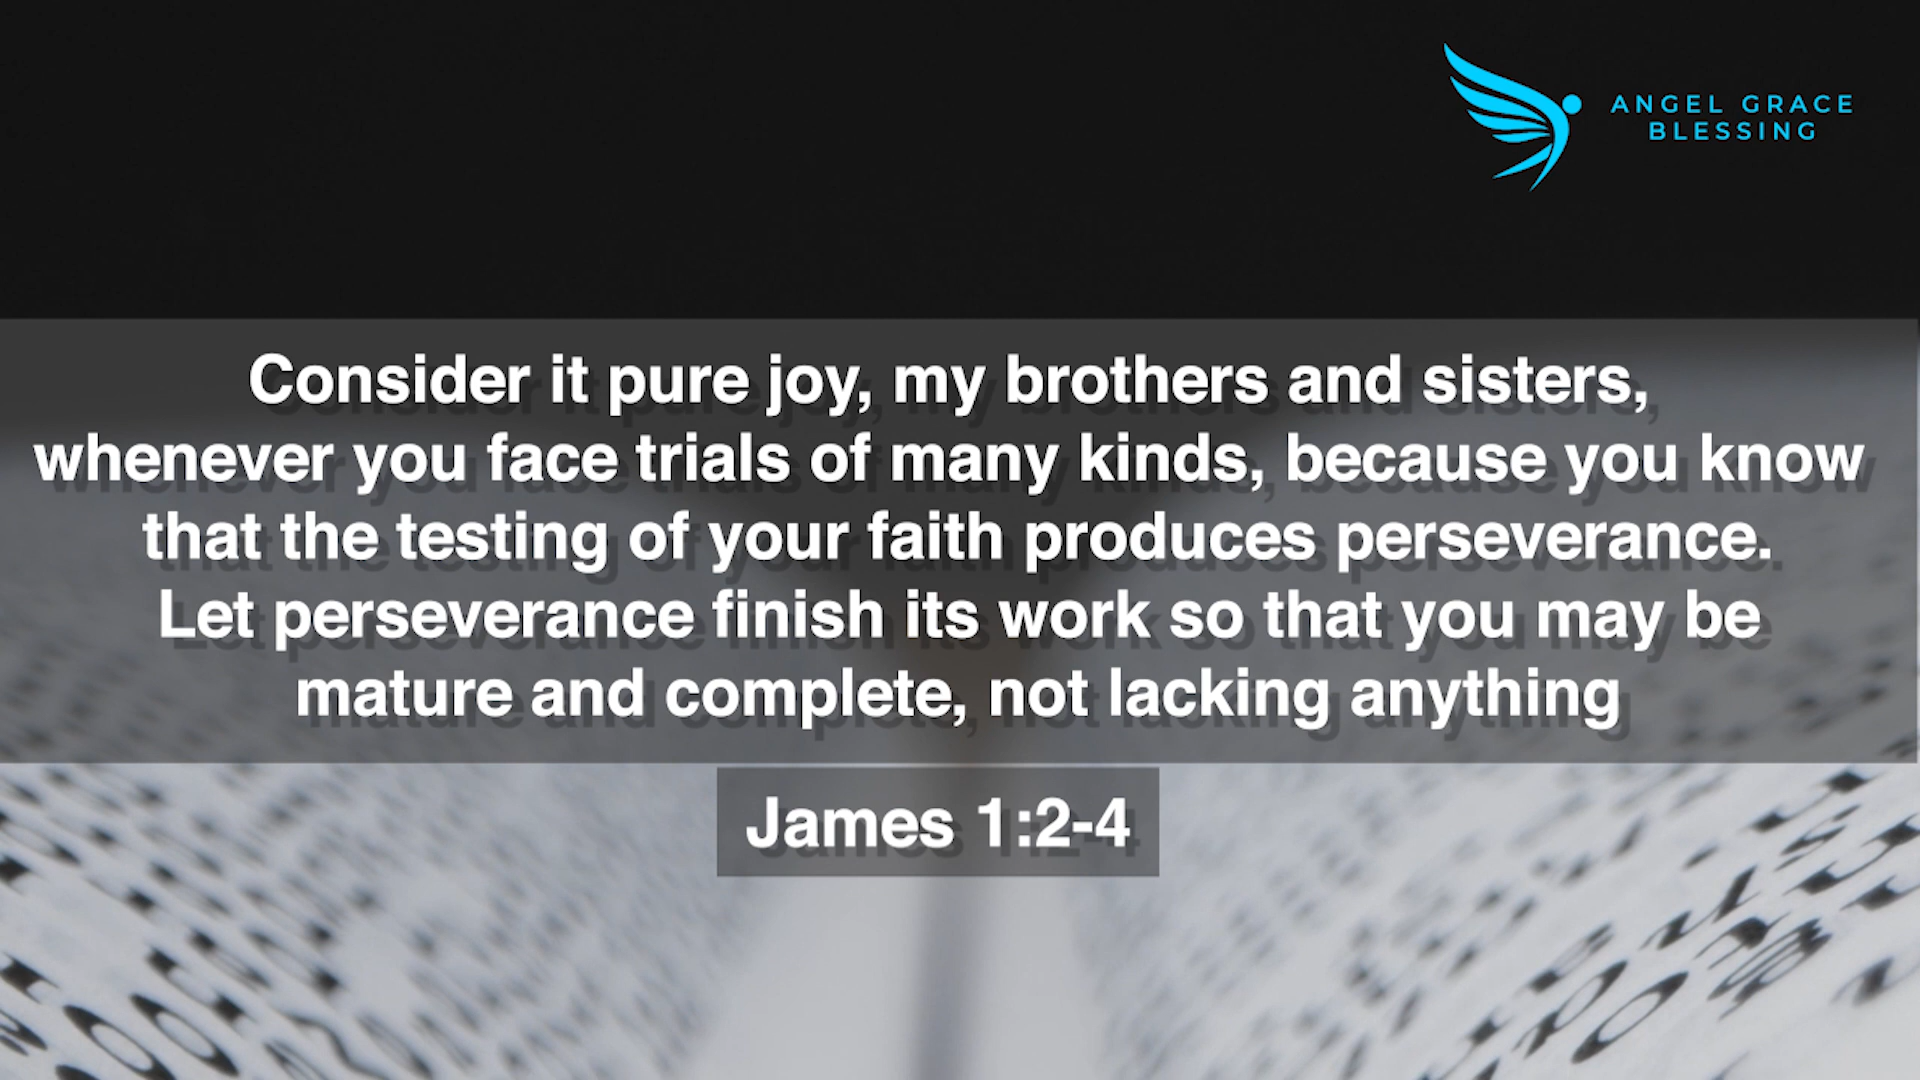 ANGEL GRACE
BLESSING
Consider it pure joy, my brothers and sisters,
whenever you face trials of many kinds, because you know
that the testing of your faith produces perseverance.
Let perseverance finish its work so that you may be
mature and complete, not lacking anything
James 1:2-4